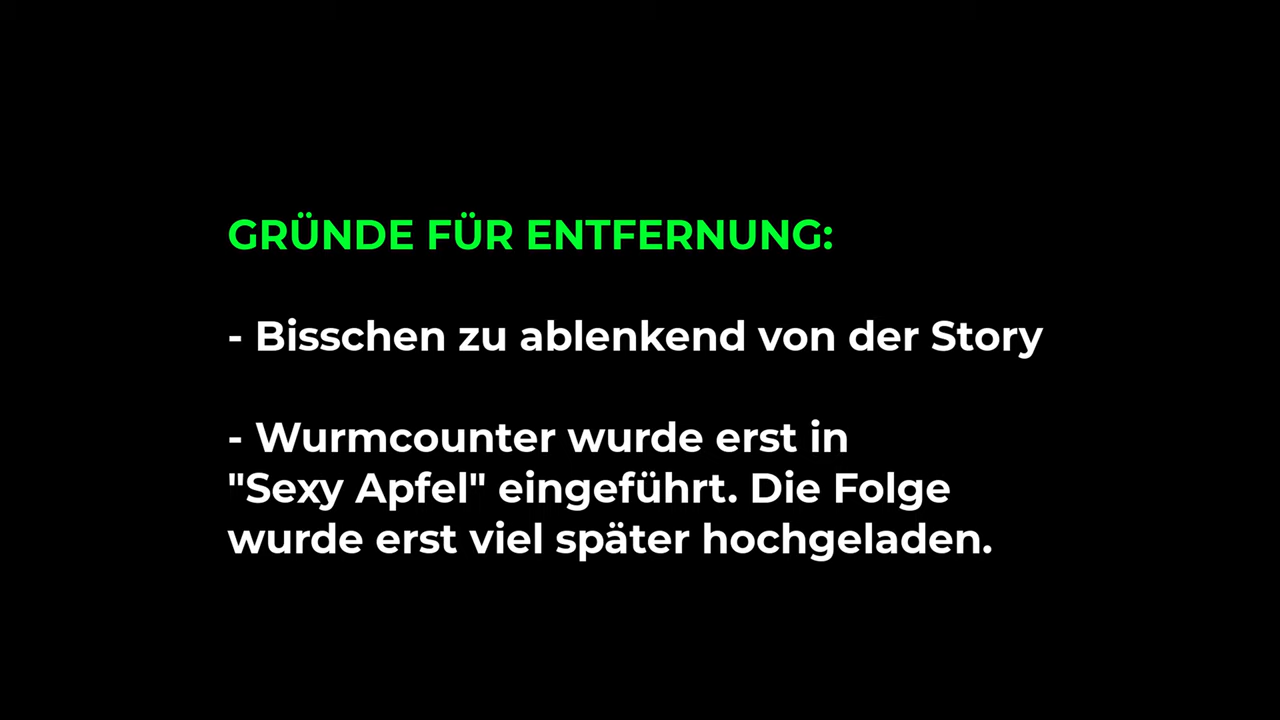 GRÜNDE FÜR ENTFERNUNG:
- Bisschen zu ablenkend von der Story
- Wurmcounter wurde erst in
"Sexy Apfel" eingeführt. Die Folge
wurde erst viel später hochgeladen.